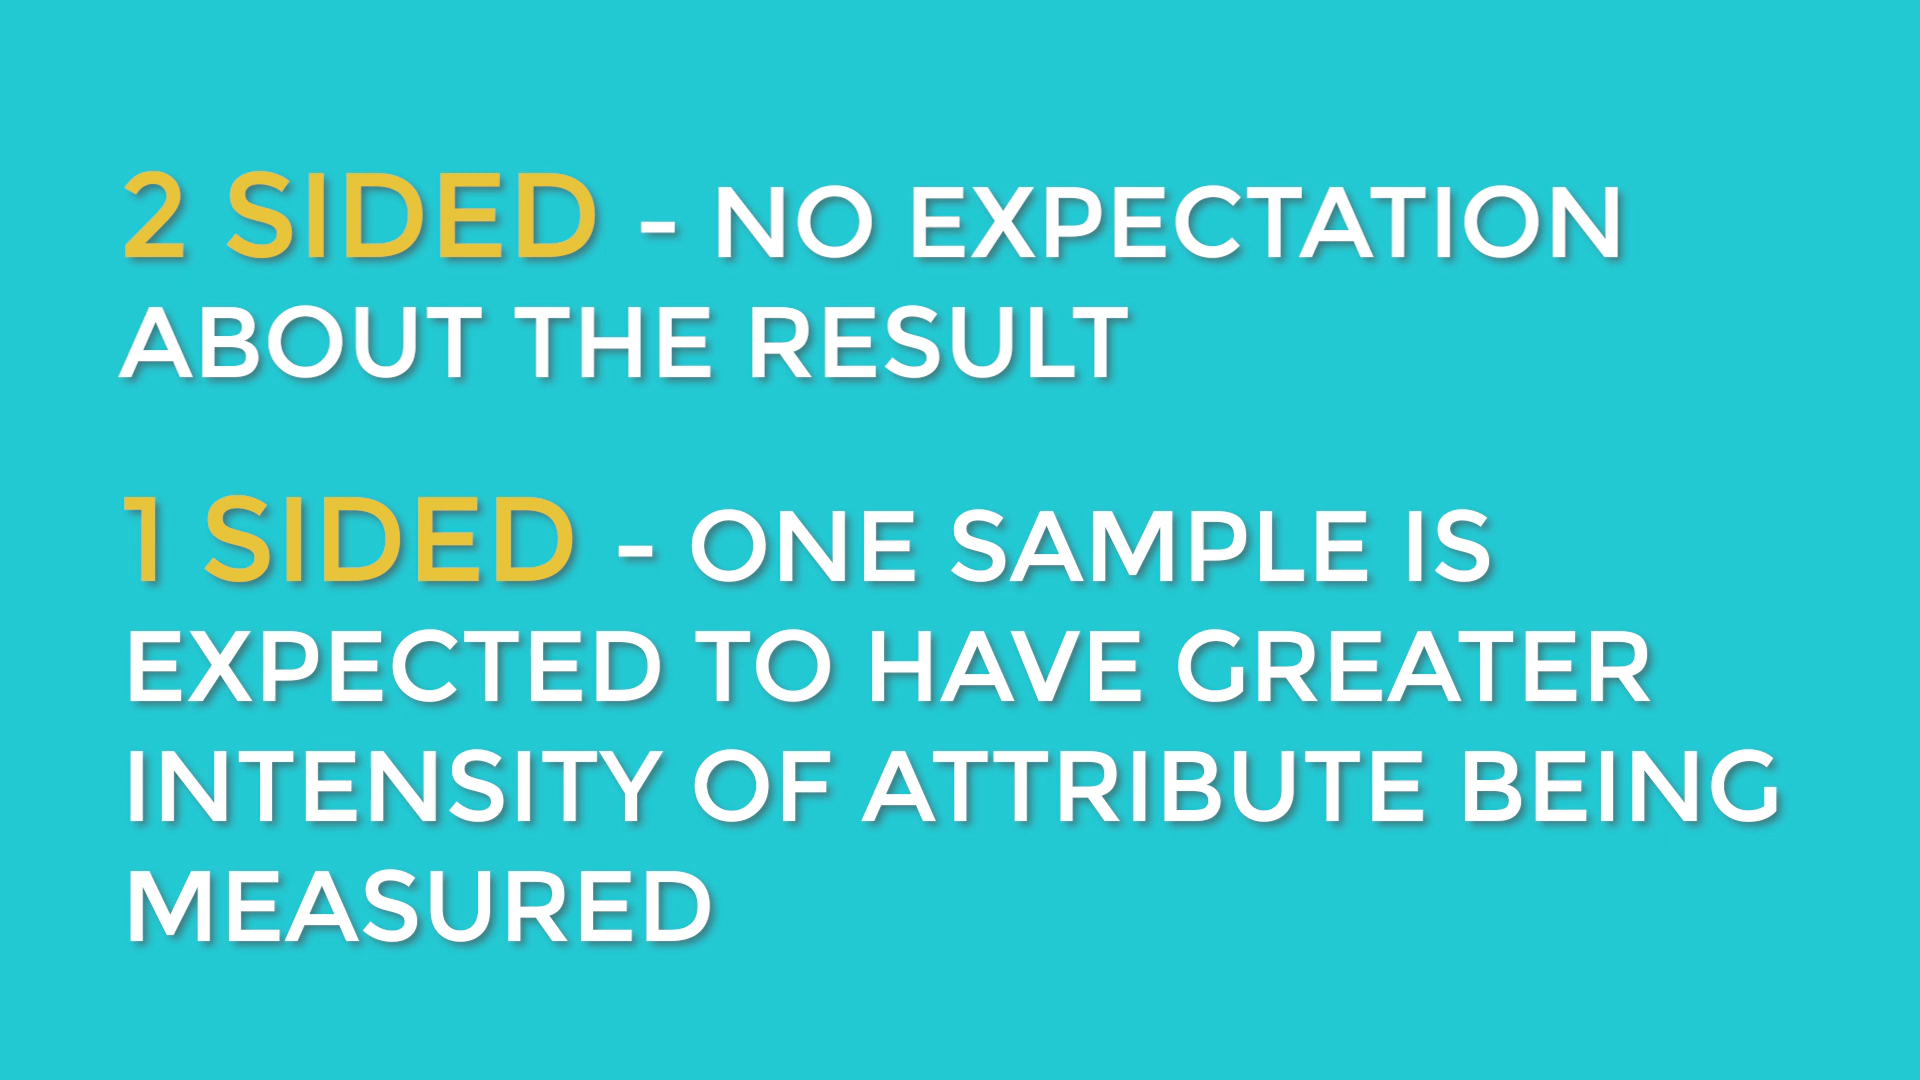 2 SIDED - NO EXPECTATION
ABOUT THE RESULT
1 SIDED - ONE SAMPLE IS
EXPECTED TO HAVE GREATER
INTENSITY OF ATTRIBUTE BEING
MEASURED